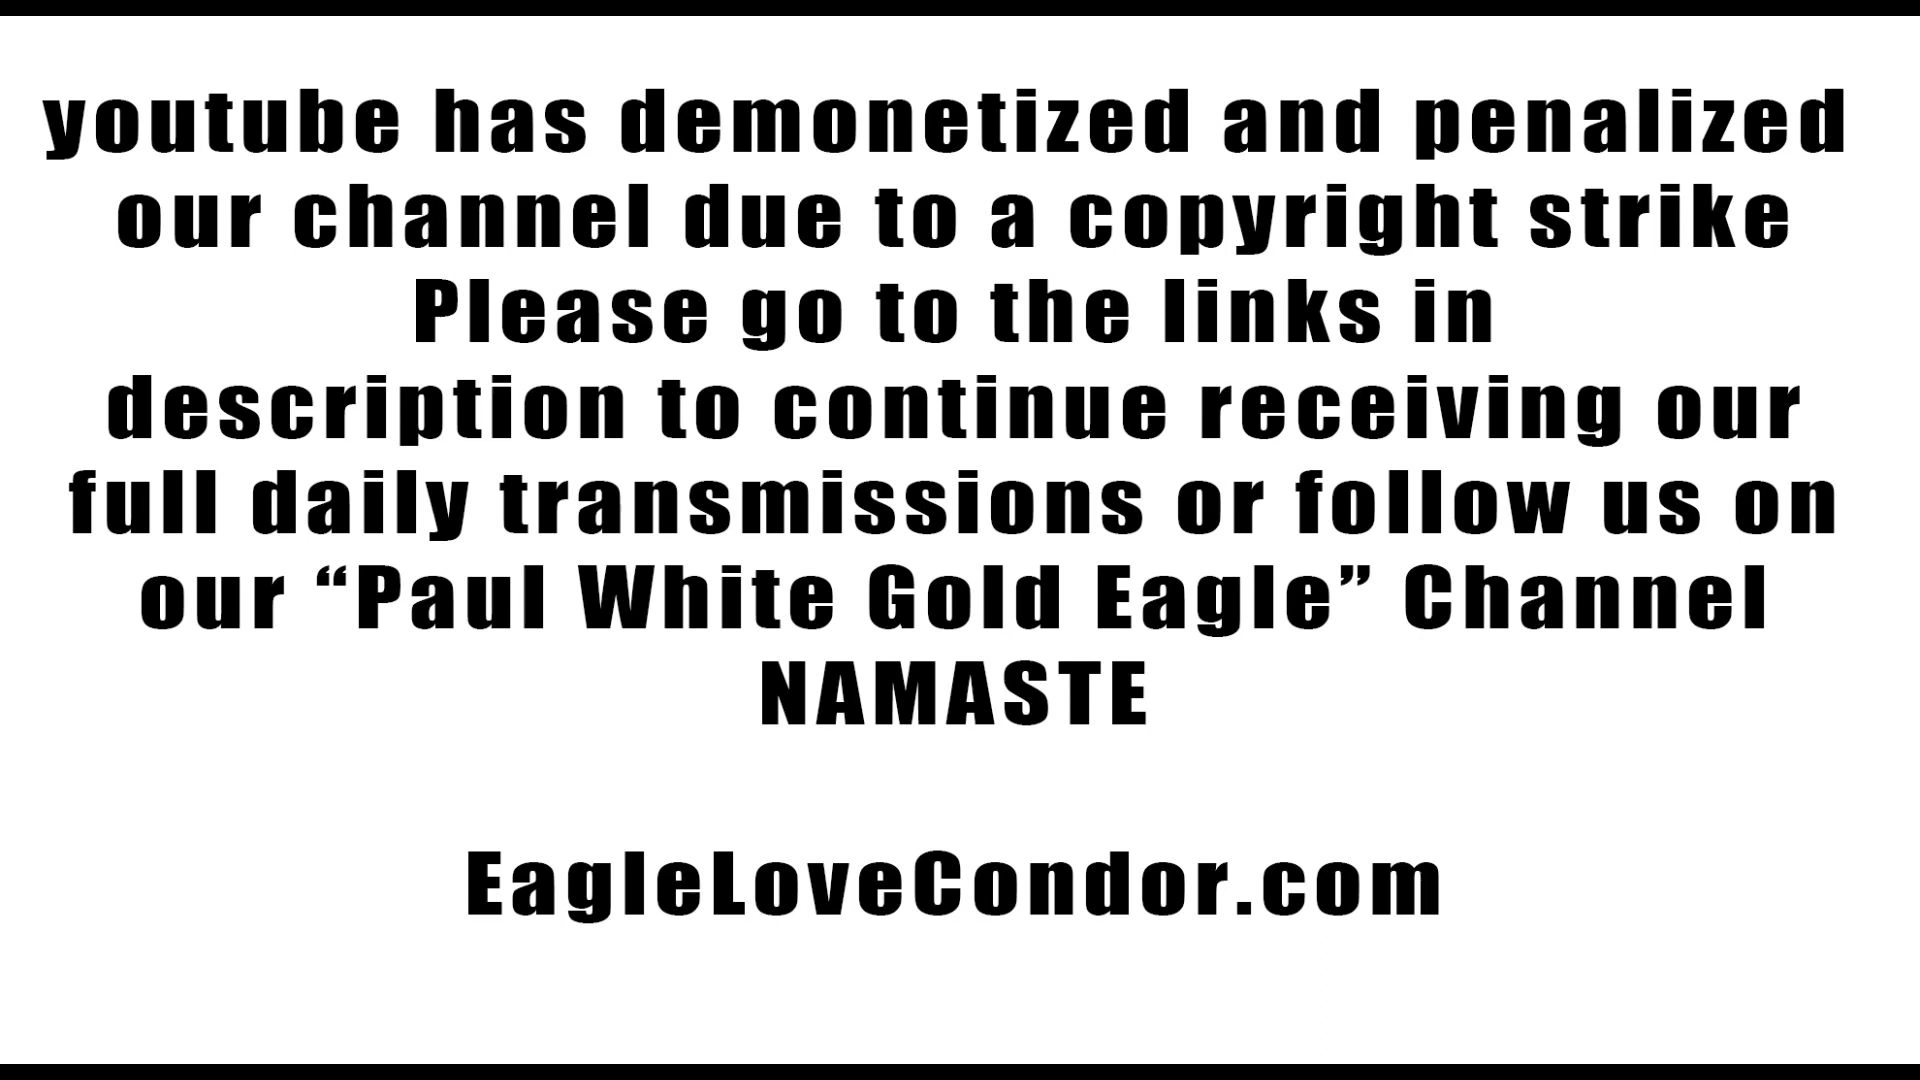 youtube has demonetized and penalized
our channel due to a copyright strike
Please go to the links in
description to continue receiving our
full daily transmissions or follow us on
our “Paul White Gold Eagle” Channel
NAMASTE
EagleLoveCondor.com